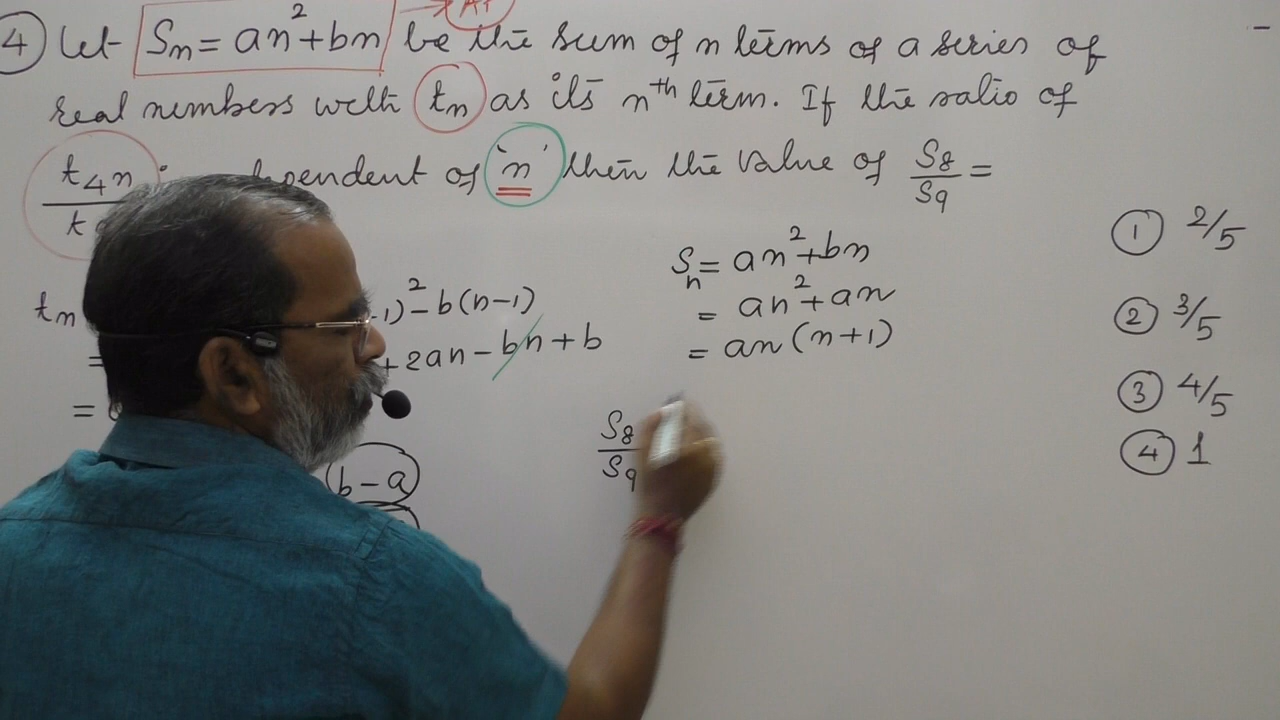 4 Let Sn = an² + bn → AP be the sum of n terms of a series of
real numbers with tn as its nth term. If the ratio of
t4n / t dependent of 'n' then the value of S8/S9 =
① 2/5
② 3/5
③ 4/5
④ 1
tn -1)² - b(n-1)
= + 2an - bn + b
=
(b-a)
Sn = an² + bn
= an² + an
= an(n+1)
S8/S9